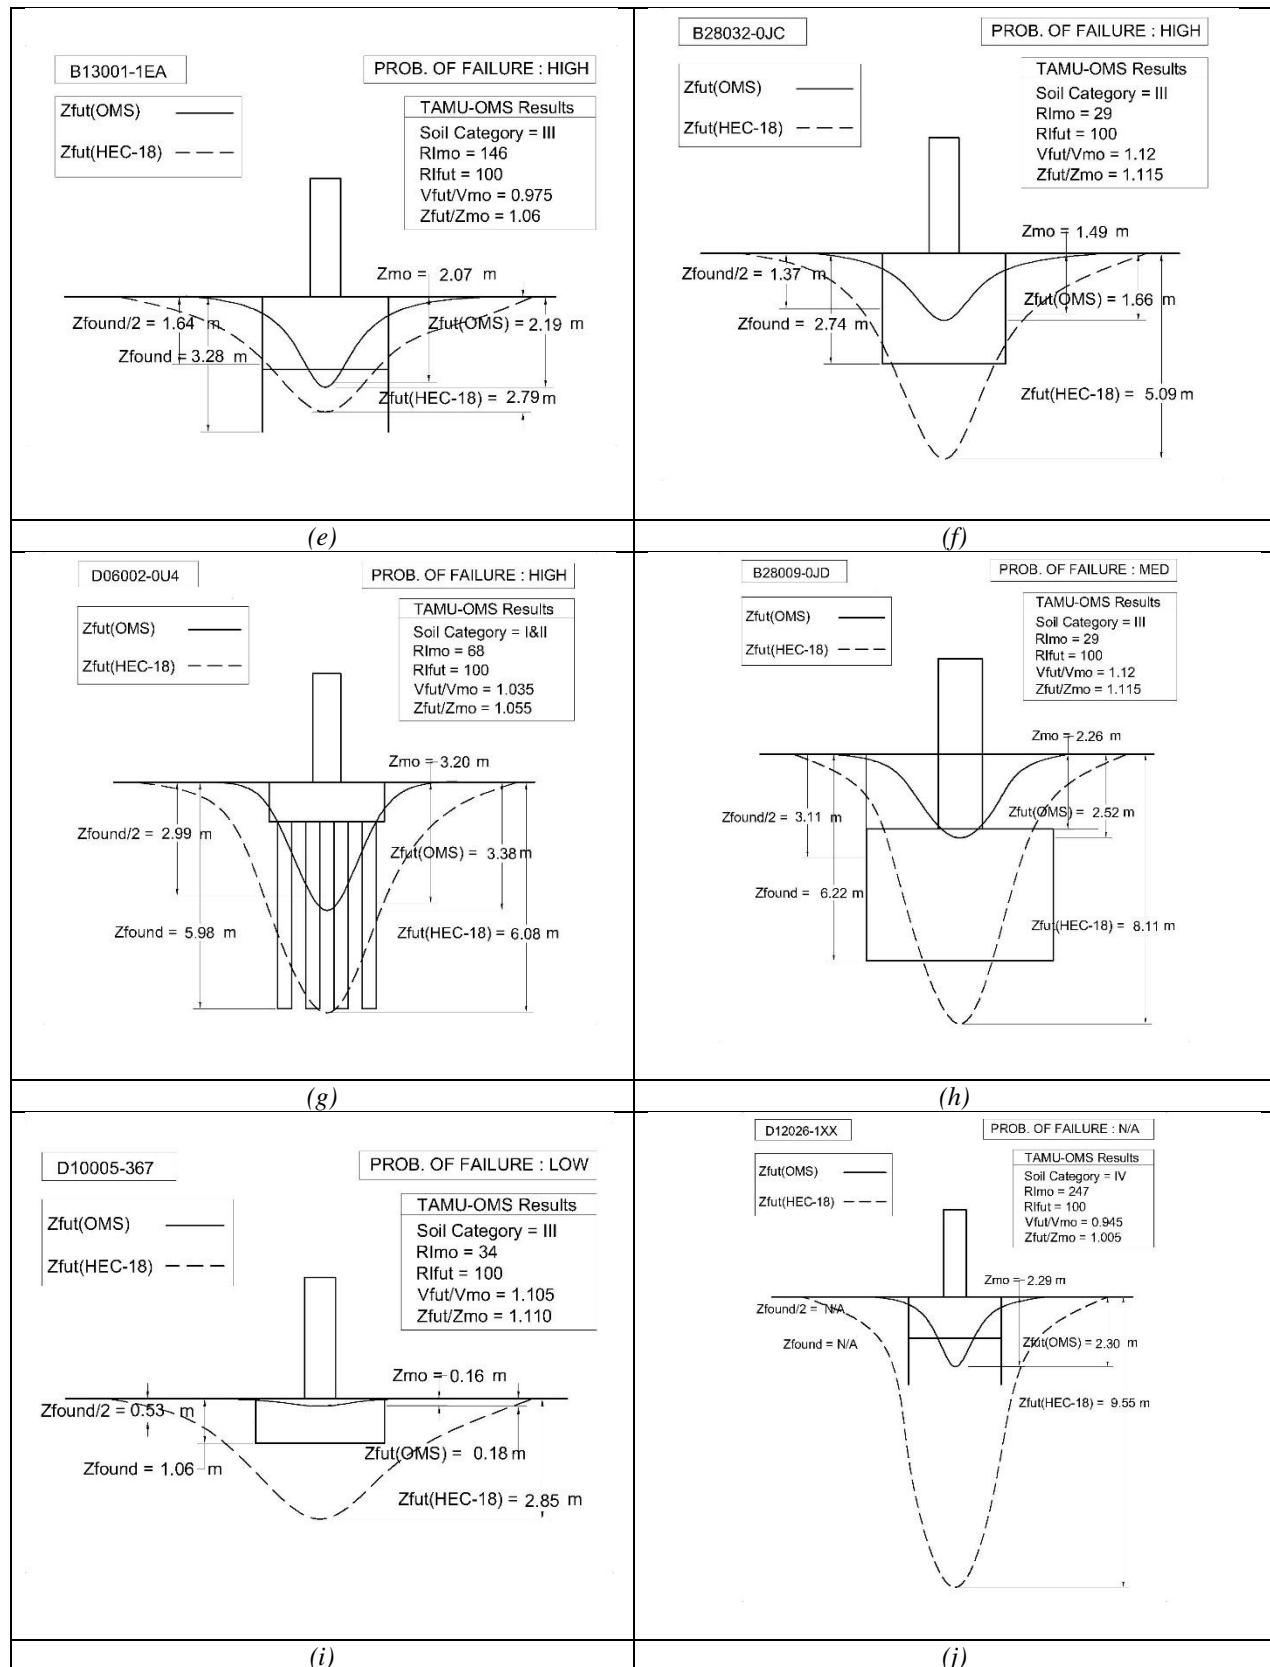 B13001-1EA
PROB. OF FAILURE : HIGH
Zfut(OMS)
Zfut(HEC-18)
TAMU-OMS Results
Soil Category = III
RImo = 146
RIfut = 100
Vfut/Vmo = 0.975
Zfut/Zmo = 1.06
Zmo = 2.07 m
Zfound/2 = 1.64 m
Zfut(OMS) = 2.19 m
Zfound = 3.28 m
Zfut(HEC-18) = 2.79 m
(e)
B28032-0JC
PROB. OF FAILURE : HIGH
Zfut(OMS)
Zfut(HEC-18)
TAMU-OMS Results
Soil Category = III
RImo = 29
RIfut = 100
Vfut/Vmo = 1.12
Zfut/Zmo = 1.115
Zmo = 1.49 m
Zfound/2 = 1.37 m
Zfut(OMS) = 1.66 m
Zfound = 2.74 m
Zfut(HEC-18) = 5.09 m
(f)
D06002-0U4
PROB. OF FAILURE : HIGH
Zfut(OMS)
Zfut(HEC-18)
TAMU-OMS Results
Soil Category = I&II
RImo = 68
RIfut = 100
Vfut/Vmo = 1.035
Zfut/Zmo = 1.055
Zmo = 3.20 m
Zfound/2 = 2.99 m
Zfut(OMS) = 3.38 m
Zfound = 5.98 m
Zfut(HEC-18) = 6.08 m
(g)
B28009-0JD
PROB. OF FAILURE : MED
Zfut(OMS)
Zfut(HEC-18)
TAMU-OMS Results
Soil Category = III
RImo = 29
RIfut = 100
Vfut/Vmo = 1.12
Zfut/Zmo = 1.115
Zmo = 2.26 m
Zfound/2 = 3.11 m
Zfut(OMS) = 2.52 m
Zfound = 6.22 m
Zfut(HEC-18) = 8.11 m
(h)
D10005-367
PROB. OF FAILURE : LOW
Zfut(OMS)
Zfut(HEC-18)
TAMU-OMS Results
Soil Category = III
RImo = 34
RIfut = 100
Vfut/Vmo = 1.105
Zfut/Zmo = 1.110
Zmo = 0.16 m
Zfound/2 = 0.53 m
Zfut(OMS) = 0.18 m
Zfound = 1.06 m
Zfut(HEC-18) = 2.85 m
(i)
D12026-1XX
PROB. OF FAILURE : N/A
Zfut(OMS)
Zfut(HEC-18)
TAMU-OMS Results
Soil Category = IV
RImo = 247
RIfut = 100
Vfut/Vmo = 0.945
Zfut/Zmo = 1.005
Zmo = 2.29 m
Zfound/2 = N/A
Zfound = N/A
Zfut(OMS) = 2.30 m
Zfut(HEC-18) = 9.55 m
(j)